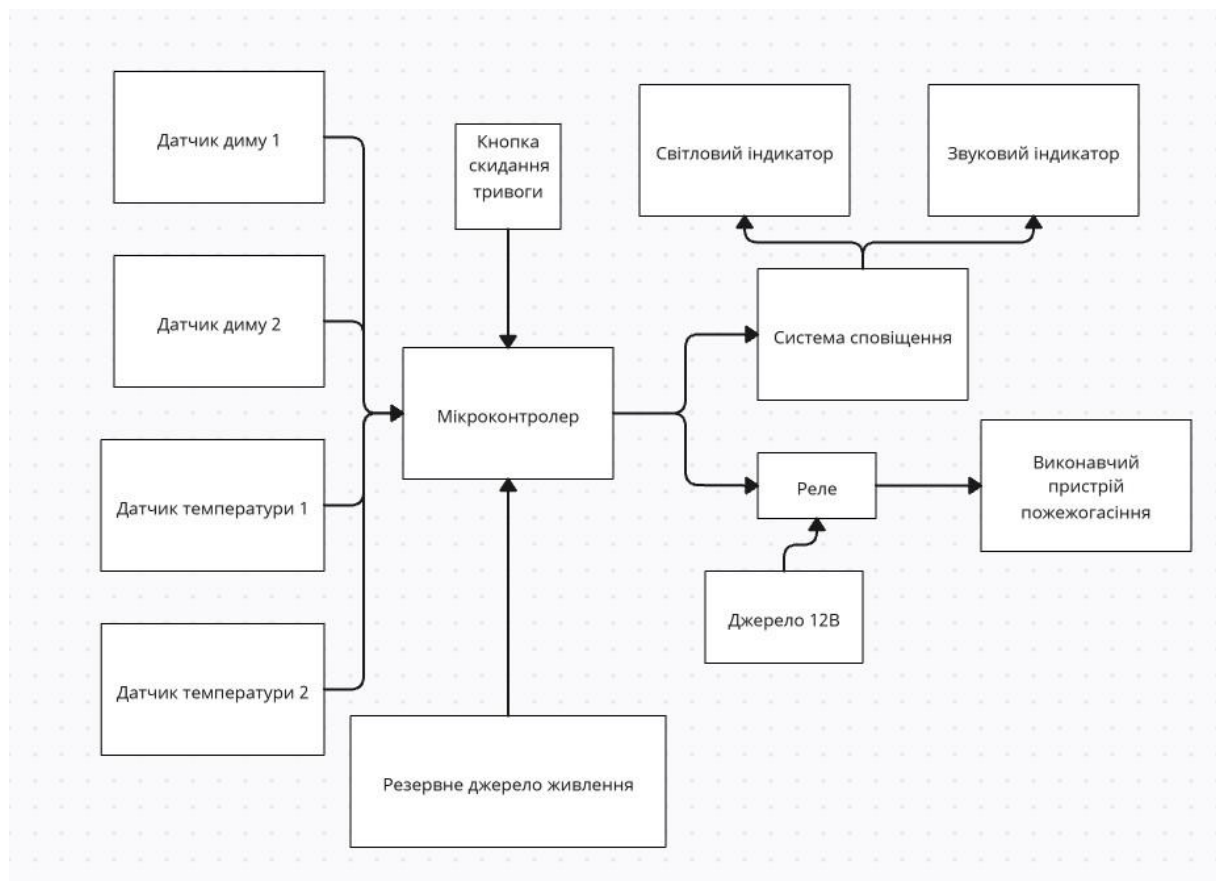 Датчик диму 1
Кнопка
скидання
тривоги
Світловий індикатор
Звуковий індикатор
Датчик диму 2
Система сповіщення
Мікроконтролер
Датчик температури 1
Реле
Виконавчий
пристрій
пожежогасіння
Джерело 12В
Датчик температури 2
Резервне джерело живлення